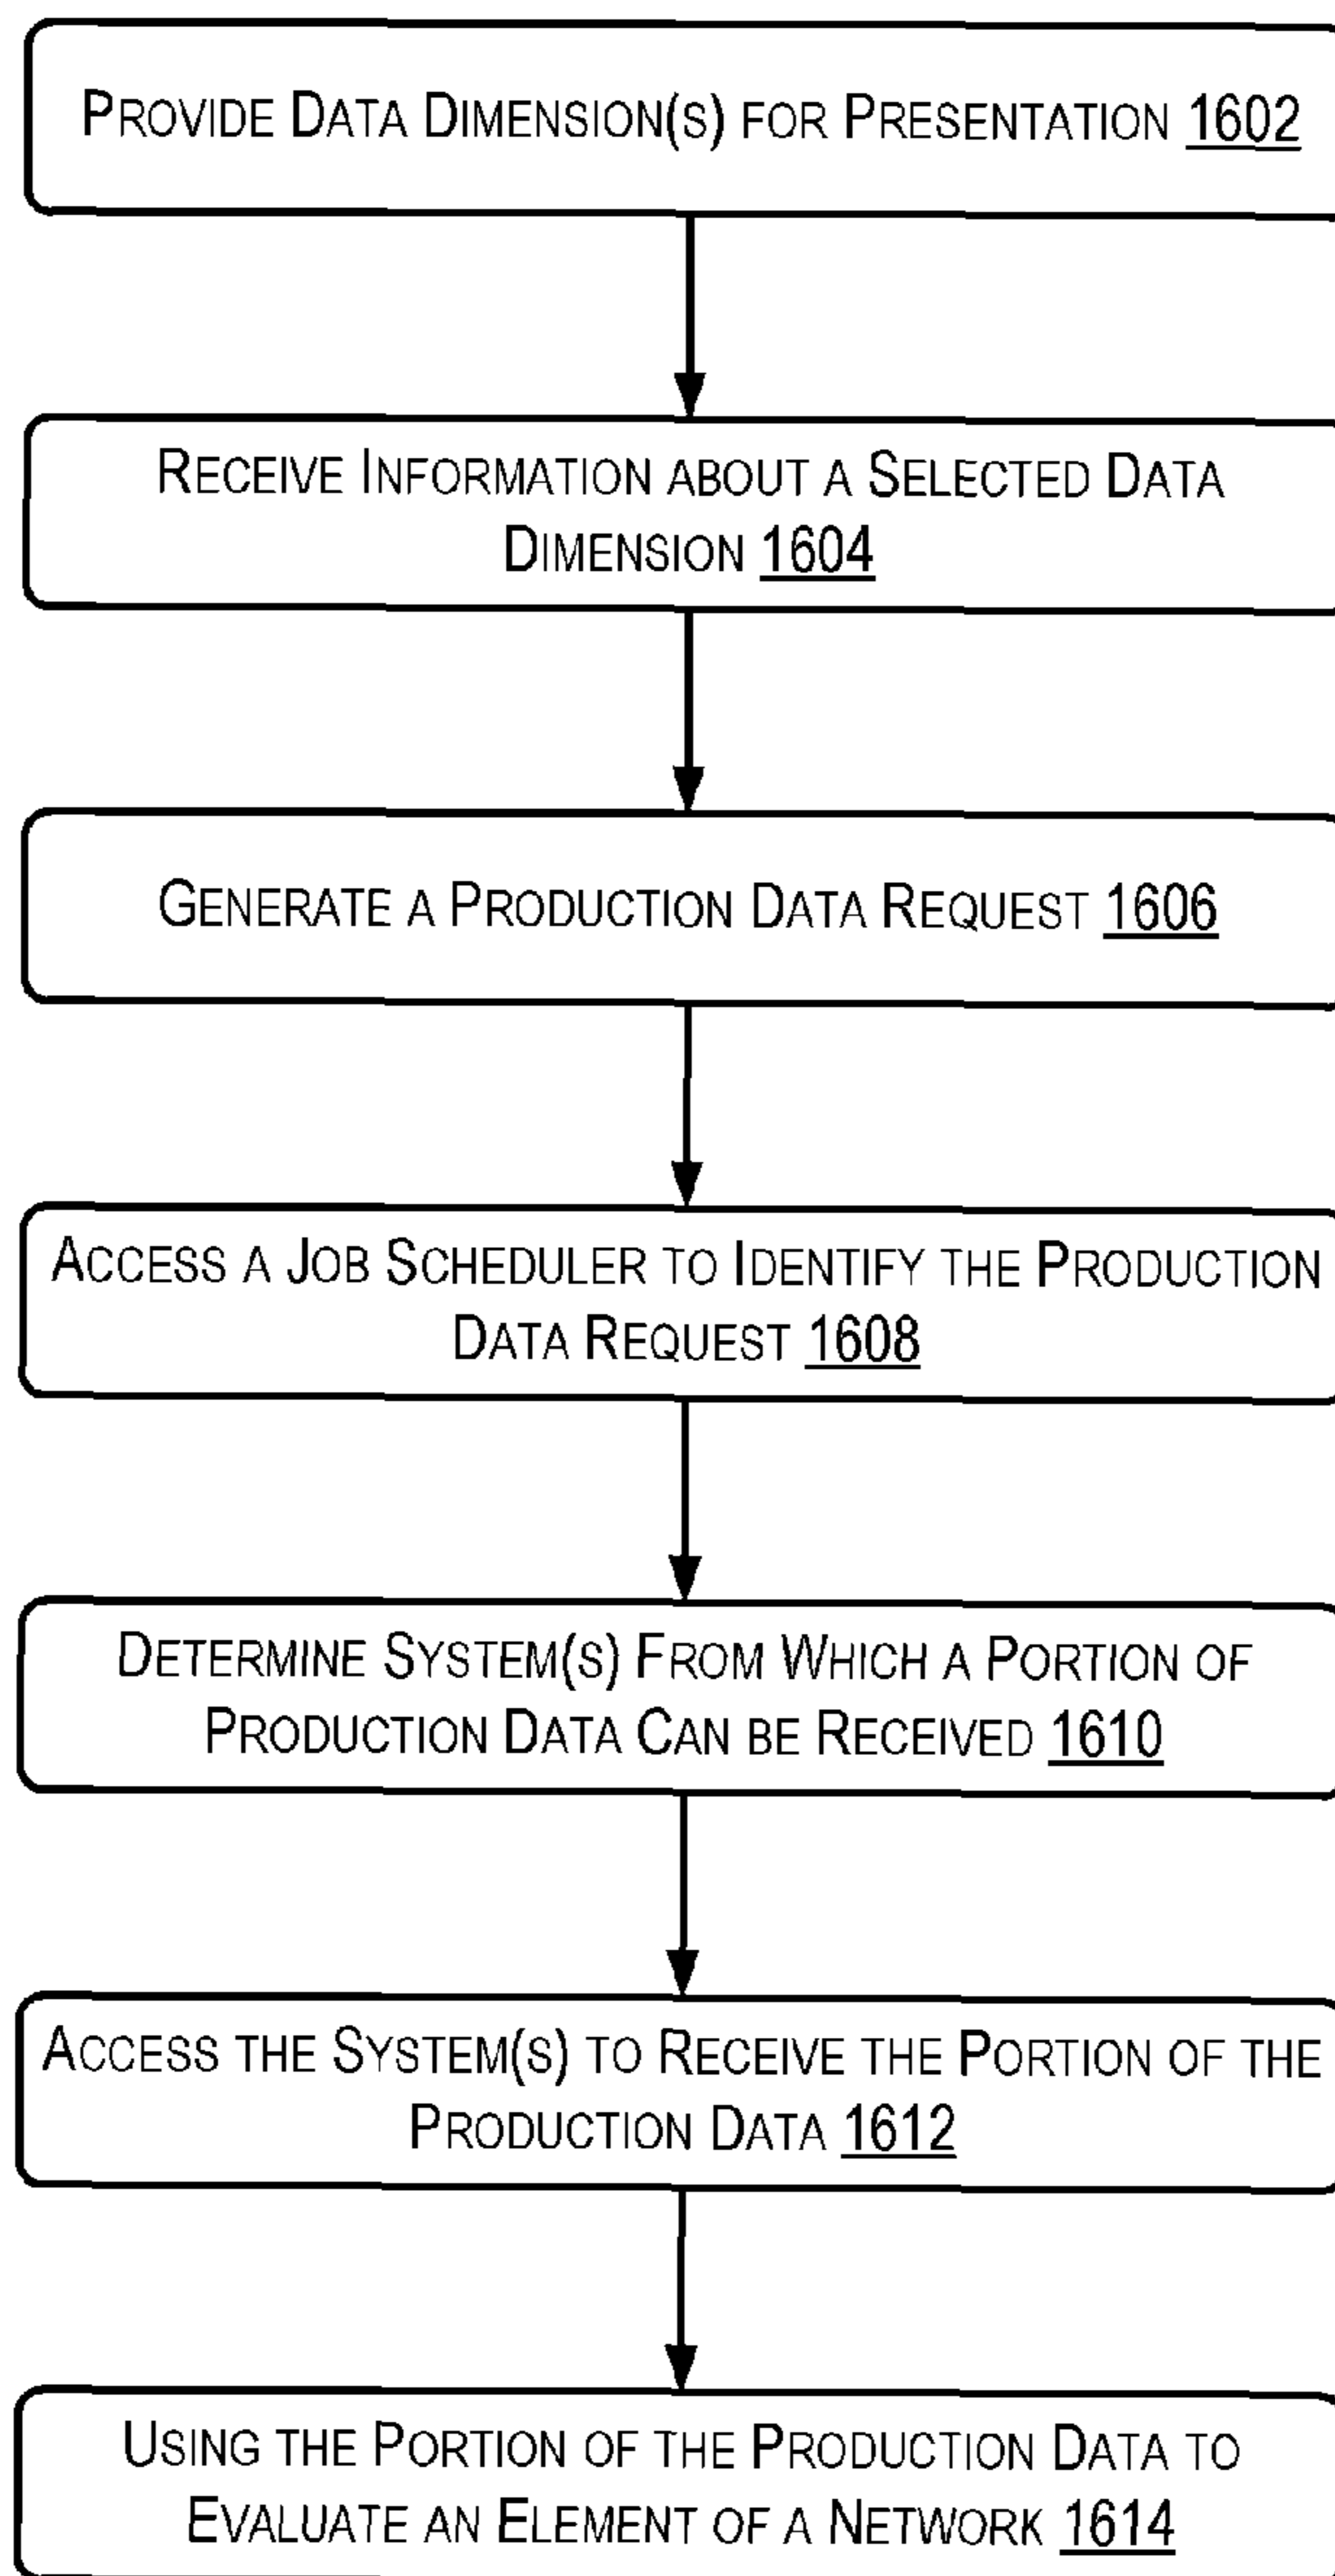 PROVIDE DATA DIMENSION(S) FOR PRESENTATION 1602
RECEIVE INFORMATION ABOUT A SELECTED DATA
DIMENSION 1604
GENERATE A PRODUCTION DATA REQUEST 1606
ACCESS A JOB SCHEDULER TO IDENTIFY THE PRODUCTION
DATA REQUEST 1608
DETERMINE SYSTEM(S) FROM WHICH A PORTION OF
PRODUCTION DATA CAN BE RECEIVED 1610
ACCESS THE SYSTEM(S) TO RECEIVE THE PORTION OF THE
PRODUCTION DATA 1612
USING THE PORTION OF THE PRODUCTION DATA TO
EVALUATE AN ELEMENT OF A NETWORK 1614